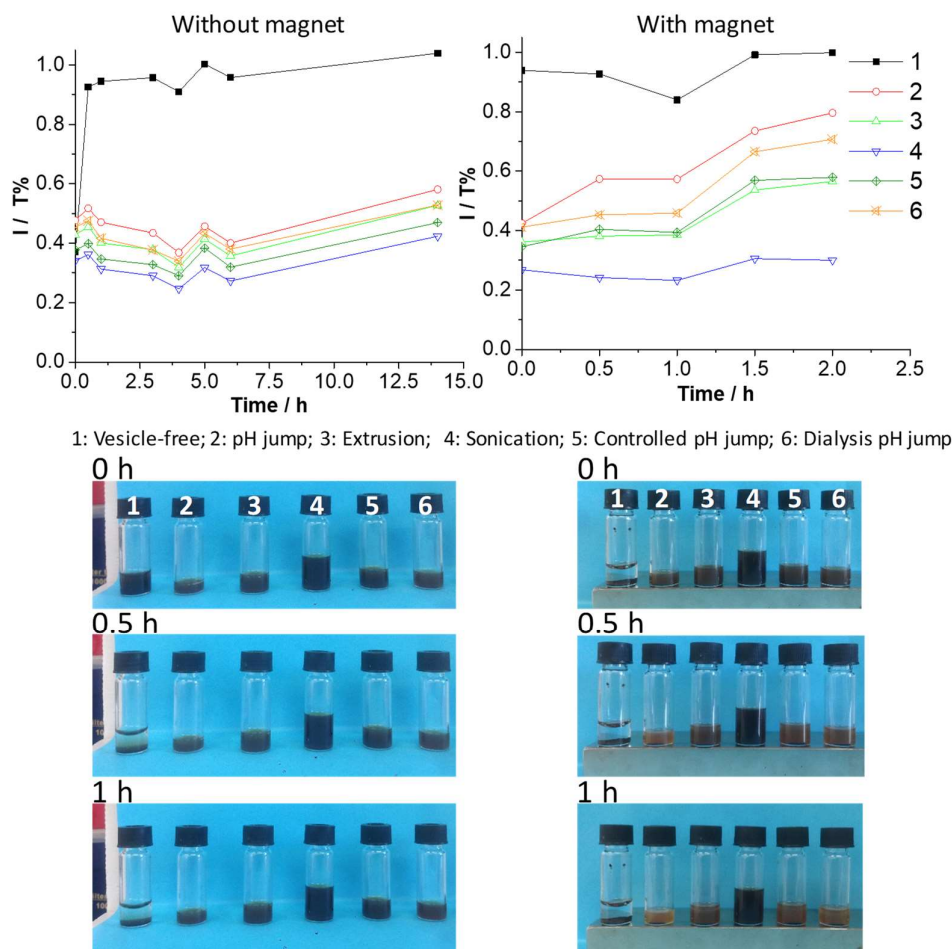 Without magnet
With magnet
1.0
0.8
0.6
0.4
0.2
0.0
I / T%
0.0 2.5 5.0 7.5 10.0 12.5 15.0
Time / h
1.0
0.8
0.6
0.4
0.2
0.0
I / T%
0.0 0.5 1.0 1.5 2.0 2.5
Time / h
1
2
3
4
5
6
1: Vesicle-free; 2: pH jump; 3: Extrusion; 4: Sonication; 5: Controlled pH jump; 6: Dialysis pH jump
0 h
1 2 3 4 5 6
0 h
1 2 3 4 5 6
0.5 h
0.5 h
1 h
1 h